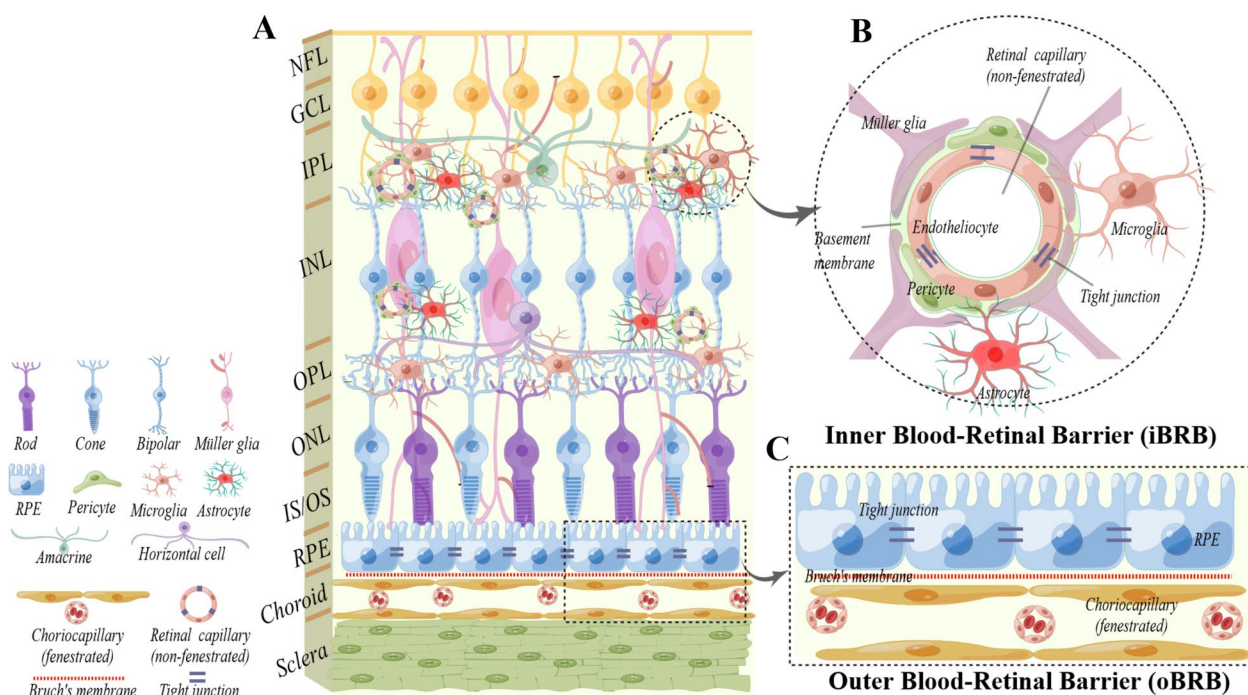 A
NFL
GCL
IPL
INL
OPL
ONL
IS/OS
RPE
Choroid
Sclera
Rod
Cone
Bipolar
Müller glia
RPE
Pericyte
Microglia
Astrocyte
Amacrine
Horizontal cell
Choriocapillary
(fenestrated)
Retinal capillary
(non-fenestrated)
Bruch's membrane
Tight junction
B
Retinal capillary
(non-fenestrated)
Müller glia
Endotheliocyte
Basement
membrane
Microglia
Pericyte
Tight junction
Astrocyte
Inner Blood-Retinal Barrier (iBRB)
C
Tight junction
RPE
Bruch's membrane
Choriocapillary
(fenestrated)
Outer Blood-Retinal Barrier (oBRB)